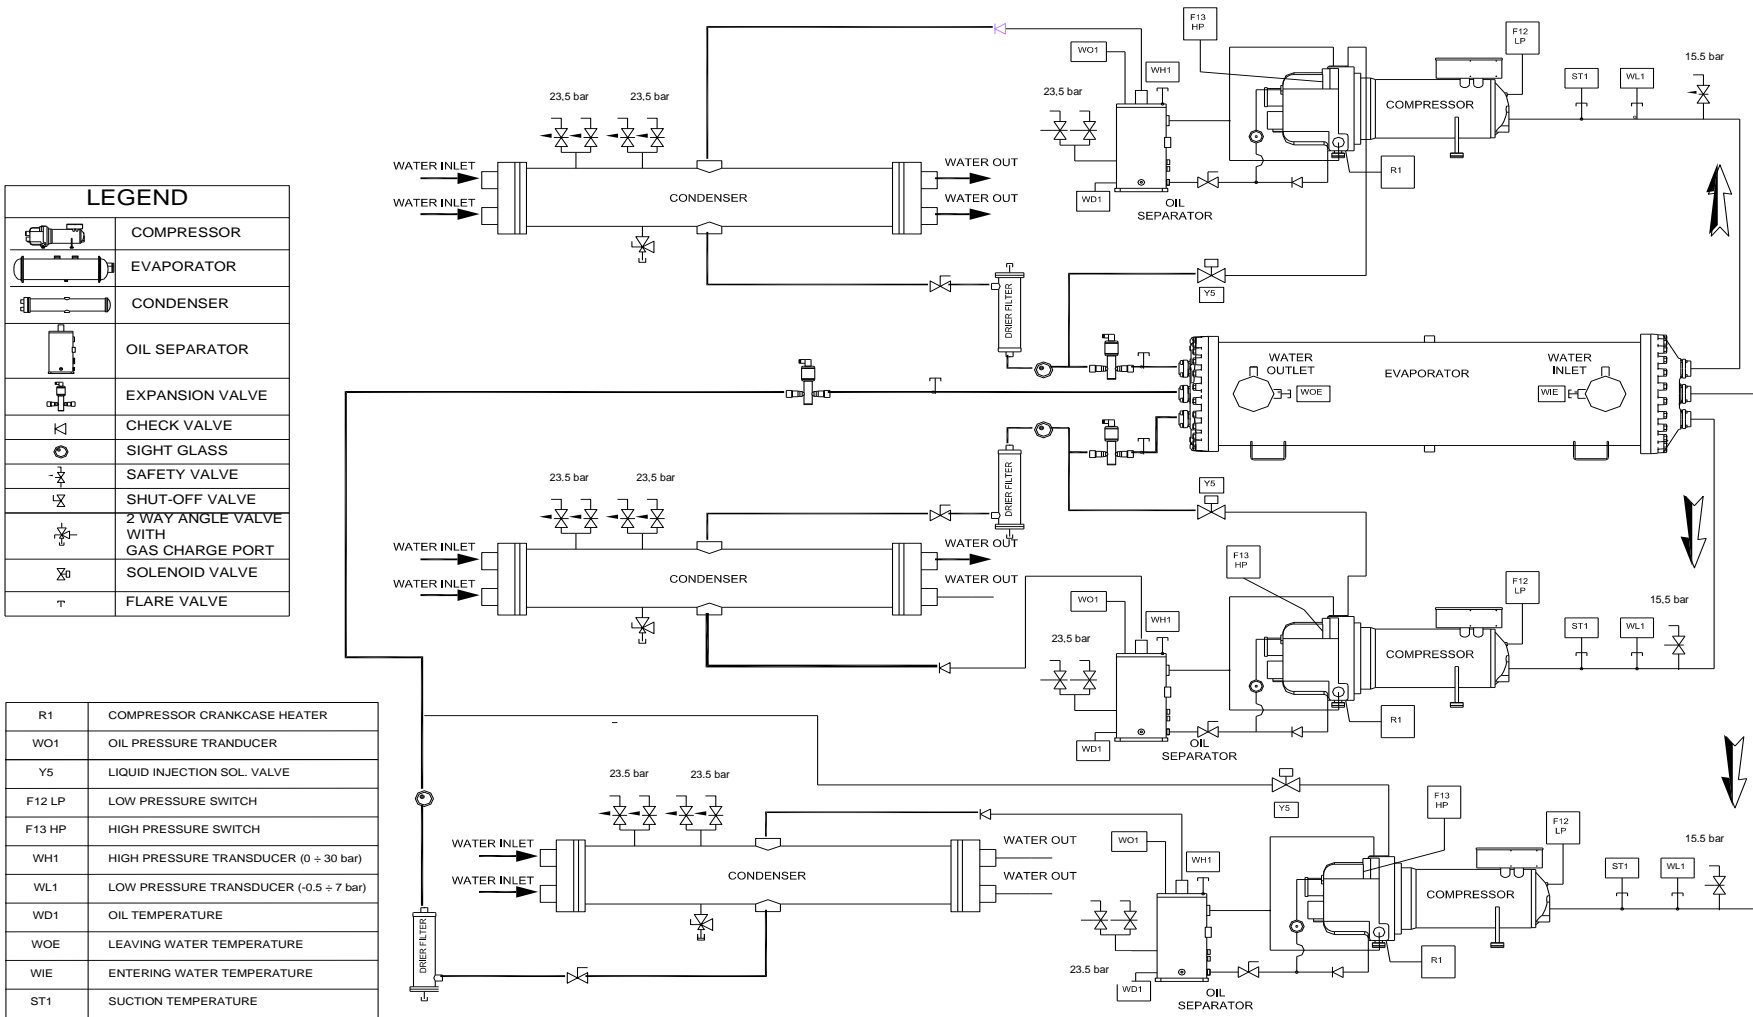 F13
HP
F12
LP
WO1
WH1
15.5 bar
ST1
WL1
23,5 bar
23,5 bar
23,5 bar
COMPRESSOR
WATER INLET
WATER OUT
CONDENSER
WATER INLET
WATER OUT
WD1
OIL
SEPARATOR
R1
LEGEND
COMPRESSOR
EVAPORATOR
CONDENSER
OIL SEPARATOR
EXPANSION VALVE
CHECK VALVE
SIGHT GLASS
SAFETY VALVE
SHUT-OFF VALVE
2 WAY ANGLE VALVE
WITH
GAS CHARGE PORT
SOLENOID VALVE
FLARE VALVE
DRIER FILTER
Y5
WATER
OUTLET
EVAPORATOR
WATER
INLET
WOE
WIE
DRIER FILTER
Y5
23.5 bar
23,5 bar
WATER INLET
WATER OUT
CONDENSER
WATER INLET
WATER OUT
F13
HP
F12
LP
WO1
WH1
15,5 bar
ST1
WL1
23,5 bar
COMPRESSOR
WD1
OIL
SEPARATOR
R1
R1 COMPRESSOR CRANKCASE HEATER
WO1 OIL PRESSURE TRANDUCER
Y5 LIQUID INJECTION SOL. VALVE
F12 LP LOW PRESSURE SWITCH
F13 HP HIGH PRESSURE SWITCH
WH1 HIGH PRESSURE TRANSDUCER (0 ÷ 30 bar)
WL1 LOW PRESSURE TRANSDUCER (-0.5 ÷ 7 bar)
WD1 OIL TEMPERATURE
WOE LEAVING WATER TEMPERATURE
WIE ENTERING WATER TEMPERATURE
ST1 SUCTION TEMPERATURE
23.5 bar
23.5 bar
WATER INLET
WATER OUT
CONDENSER
WATER INLET
WATER OUT
DRIER FILTER
Y5
F13
HP
F12
LP
WO1
WH1
15.5 bar
ST1
WL1
COMPRESSOR
23.5 bar
WD1
OIL
SEPARATOR
R1